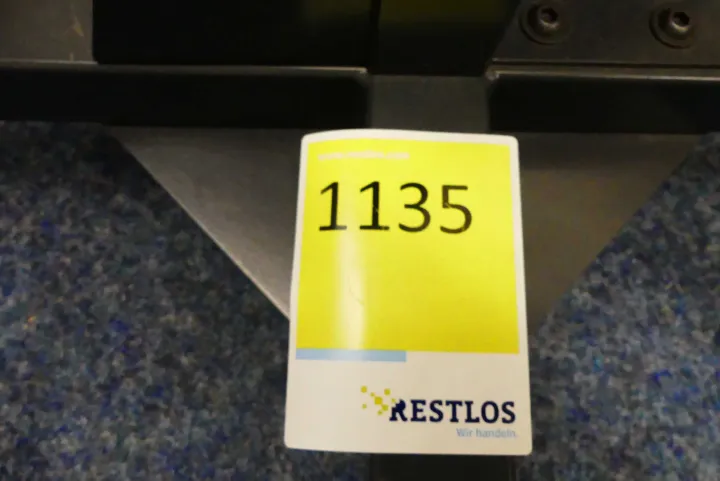 1135
RESTLOS
Wir handeln.